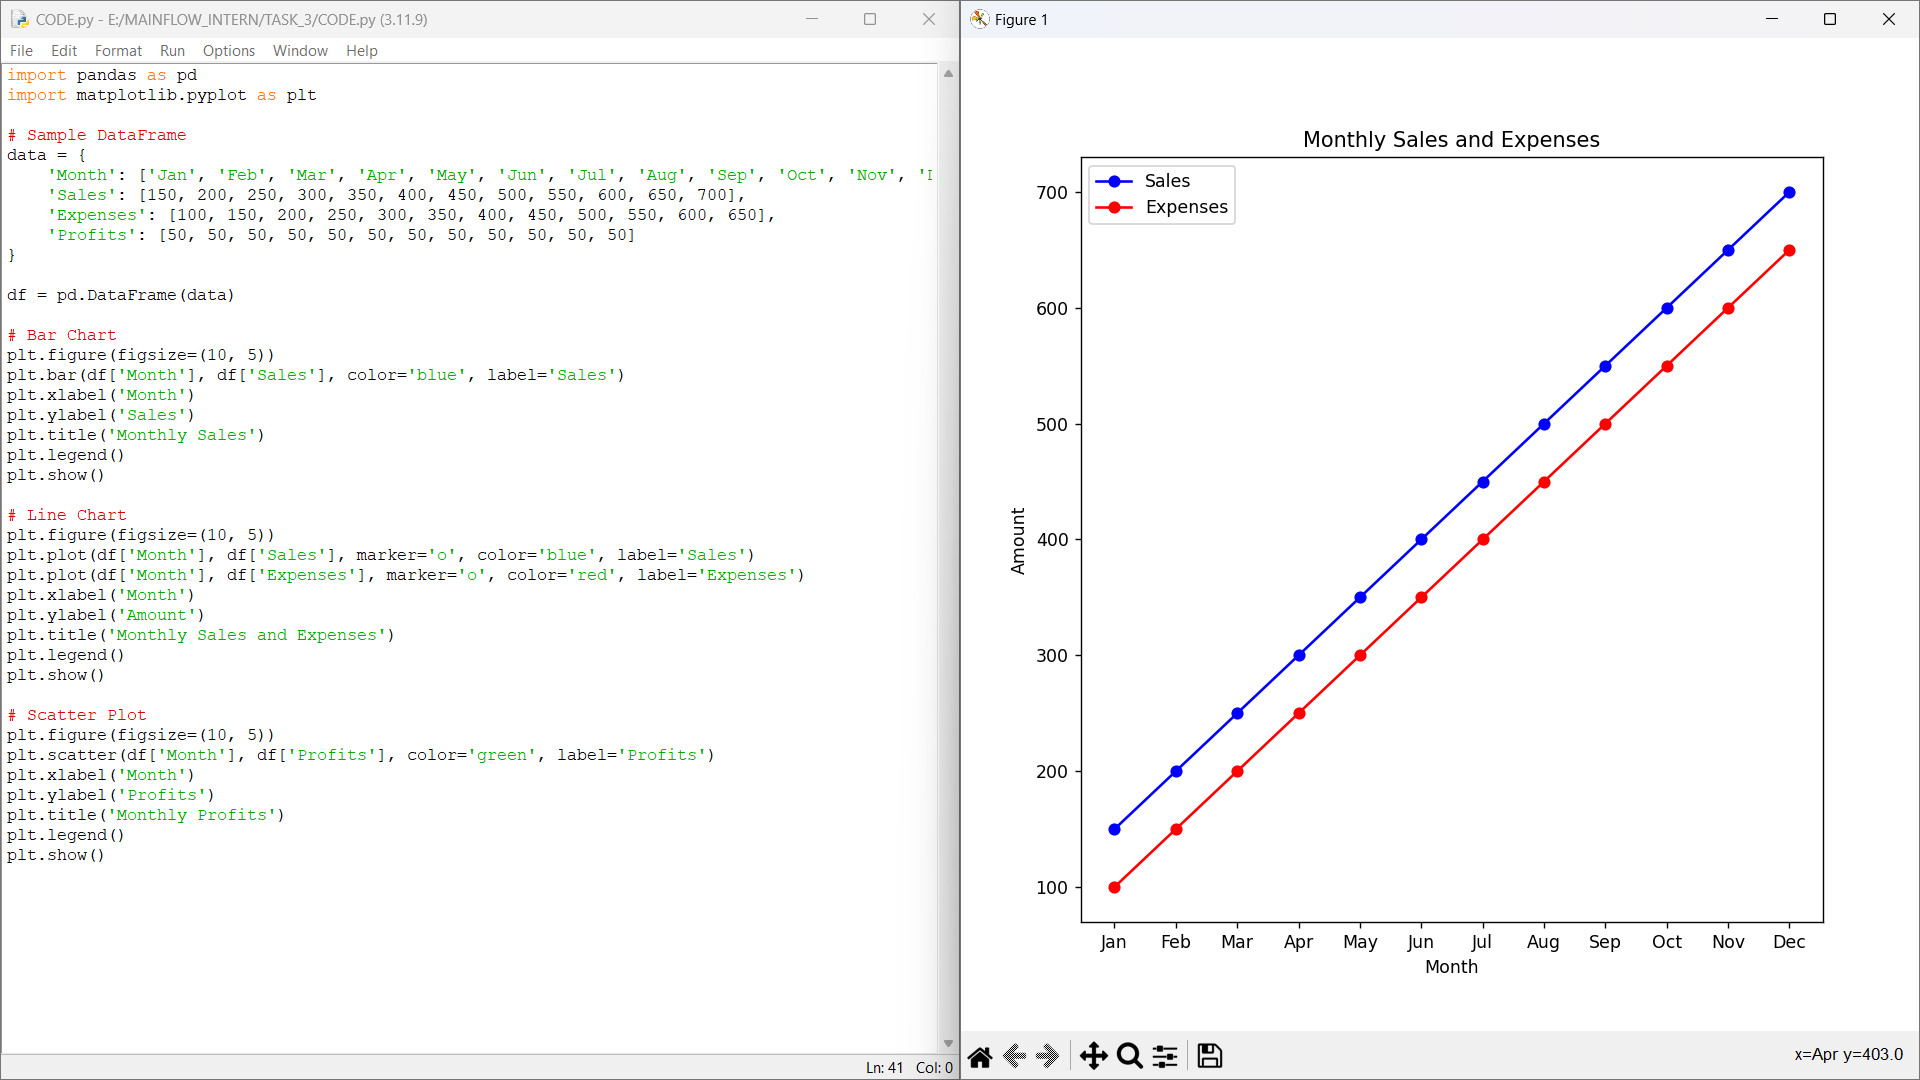 CODE.py - E:/MAINFLOW_INTERN/TASK_3/CODE.py (3.11.9)
File Edit Format Run Options Window Help
import pandas as pd
import matplotlib.pyplot as plt
# Sample DataFrame
data = {
    'Month': ['Jan', 'Feb', 'Mar', 'Apr', 'May', 'Jun', 'Jul', 'Aug', 'Sep', 'Oct', 'Nov',
    'Sales': [150, 200, 250, 300, 350, 400, 450, 500, 550, 600, 650, 700],
    'Expenses': [100, 150, 200, 250, 300, 350, 400, 450, 500, 550, 600, 650],
    'Profits': [50, 50, 50, 50, 50, 50, 50, 50, 50, 50, 50, 50]
}
df = pd.DataFrame(data)
# Bar Chart
plt.figure(figsize=(10, 5))
plt.bar(df['Month'], df['Sales'], color='blue', label='Sales')
plt.xlabel('Month')
plt.ylabel('Sales')
plt.title('Monthly Sales')
plt.legend()
plt.show()
# Line Chart
plt.figure(figsize=(10, 5))
plt.plot(df['Month'], df['Sales'], marker='o', color='blue', label='Sales')
plt.plot(df['Month'], df['Expenses'], marker='o', color='red', label='Expenses')
plt.xlabel('Month')
plt.ylabel('Amount')
plt.title('Monthly Sales and Expenses')
plt.legend()
plt.show()
# Scatter Plot
plt.figure(figsize=(10, 5))
plt.scatter(df['Month'], df['Profits'], color='green', label='Profits')
plt.xlabel('Month')
plt.ylabel('Profits')
plt.title('Monthly Profits')
plt.legend()
plt.show()
Ln: 41 Col: 0
Figure 1
Monthly Sales and Expenses
Sales
Expenses
700
600
500
400
300
200
100
Amount
Jan Feb Mar Apr May Jun Jul Aug Sep Oct Nov Dec
Month
x=Apr y=403.0